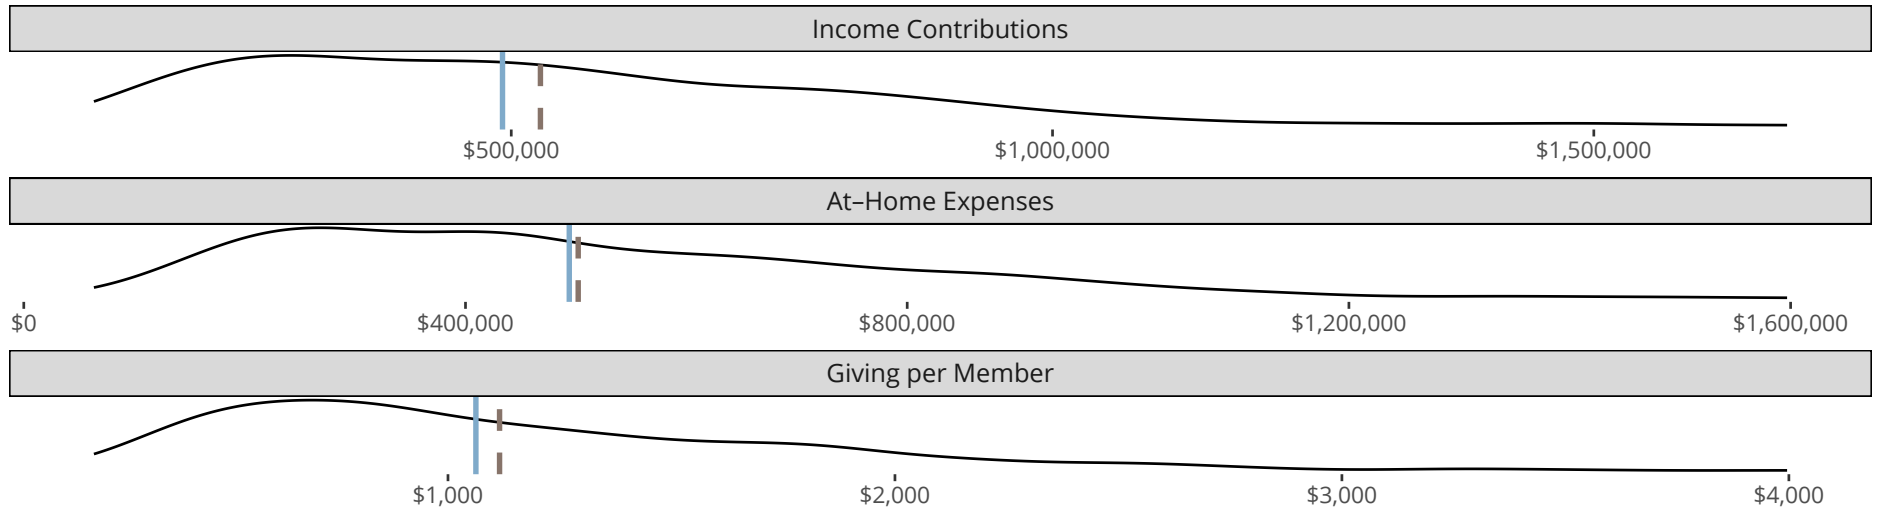 Income Contributions
$500,000 $1,000,000 $1,500,000
At–Home Expenses
$0 $400,000 $800,000 $1,200,000 $1,600,000
Giving per Member
$1,000 $2,000 $3,000 $4,000